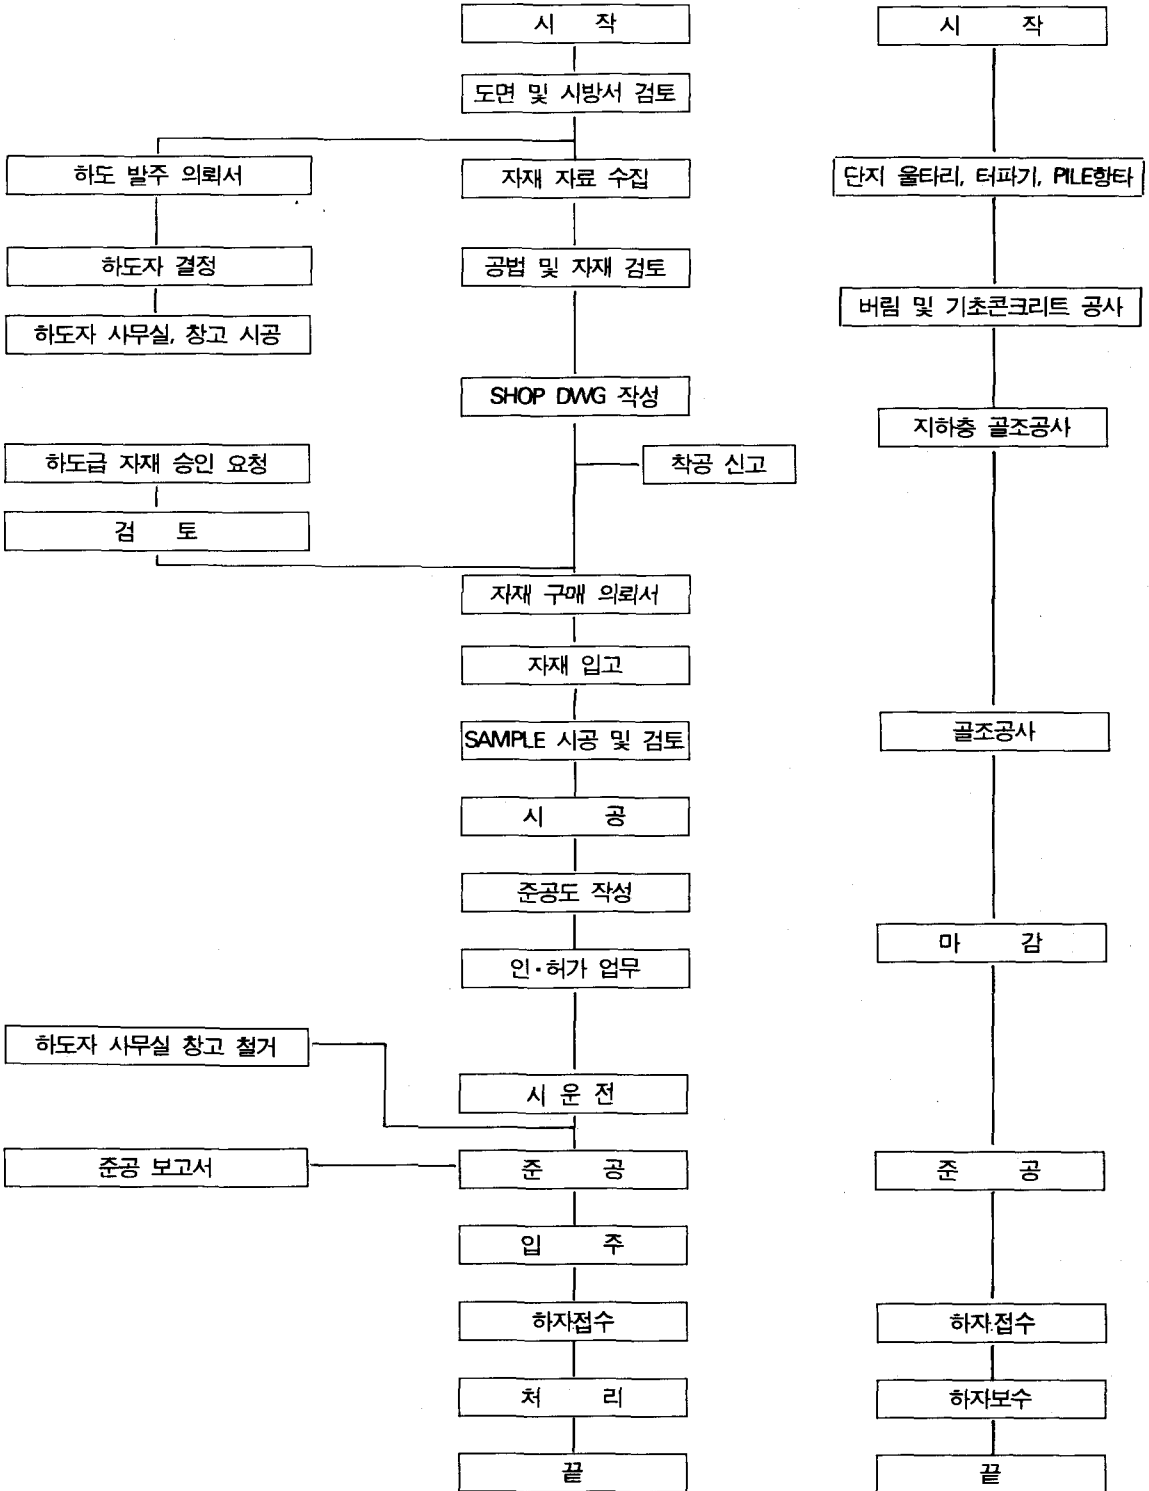 시 작
시 작
도면 및 시방서 검토
하도 발주 의뢰서
자재 자료 수집
단지 울타리, 터파기, PILE항타
하도자 결정
공법 및 자재 검토
버림 및 기초콘크리트 공사
하도자 사무실, 창고 시공
SHOP DWG 작성
지하층 골조공사
하도급 자재 승인 요청
착공 신고
검 토
자재 구매 의뢰서
자재 입고
골조공사
SAMPLE 시공 및 검토
시 공
준공도 작성
마 감
인·허가 업무
하도자 사무실 창고 철거
시 운 전
준공 보고서
준 공
준 공
입 주
하자접수
하자접수
처 리
하자보수
끝
끝